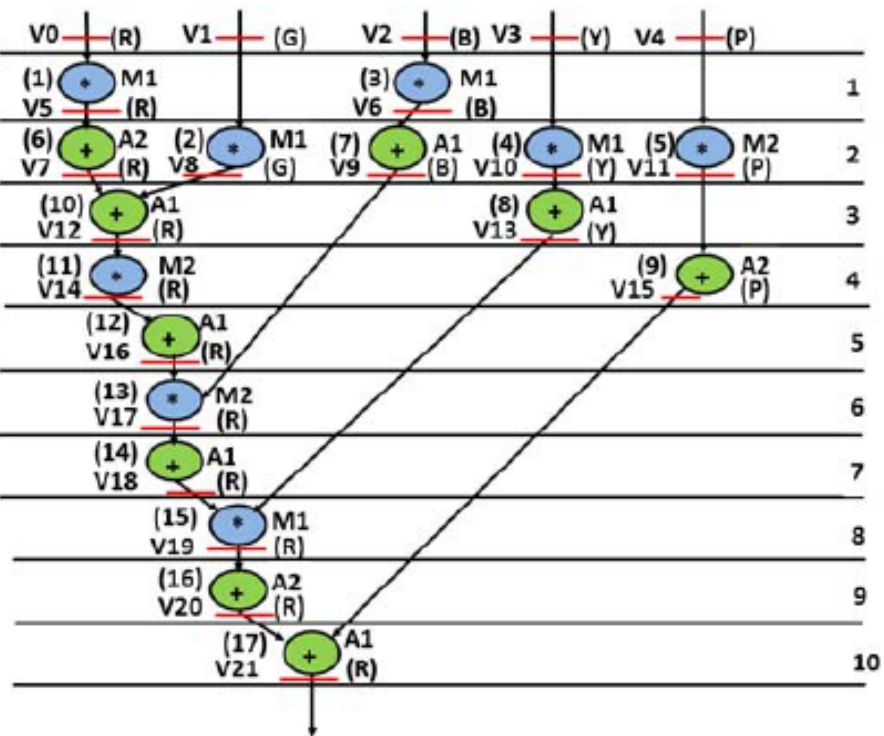 V0 (R) V1 (G) V2 (B) V3 (Y) V4 (P)
(1) * M1 (3) * M1 1
V5 (R) V6 (B)
(6) + A2 (2) * M1 (7) + A1 (4) * M1 (5) * M2 2
V7 (R) V8 (G) V9 (B) V10 (Y) V11 (P)
(10) + A1 (8) + A1 3
V12 (R) V13 (Y)
(11) * M2 (9) + A2 4
V14 (R) V15 (P)
(12) + A1 5
V16 (R)
(13) * M2 6
V17 (R)
(14) + A1 7
V18 (R)
(15) * M1 8
V19 (R)
(16) + A2 9
V20 (R)
(17) + A1 10
V21 (R)